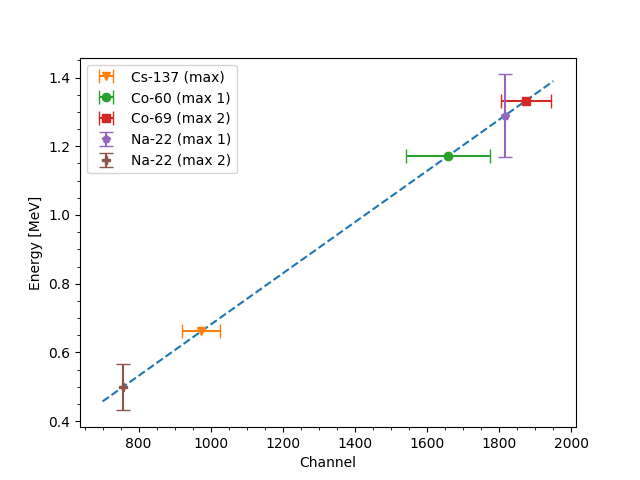 1.4
1.2
1.0
0.8
0.6
0.4
Energy [MeV]
Cs-137 (max)
Co-60 (max 1)
Co-69 (max 2)
Na-22 (max 1)
Na-22 (max 2)
800 1000 1200 1400 1600 1800 2000
Channel